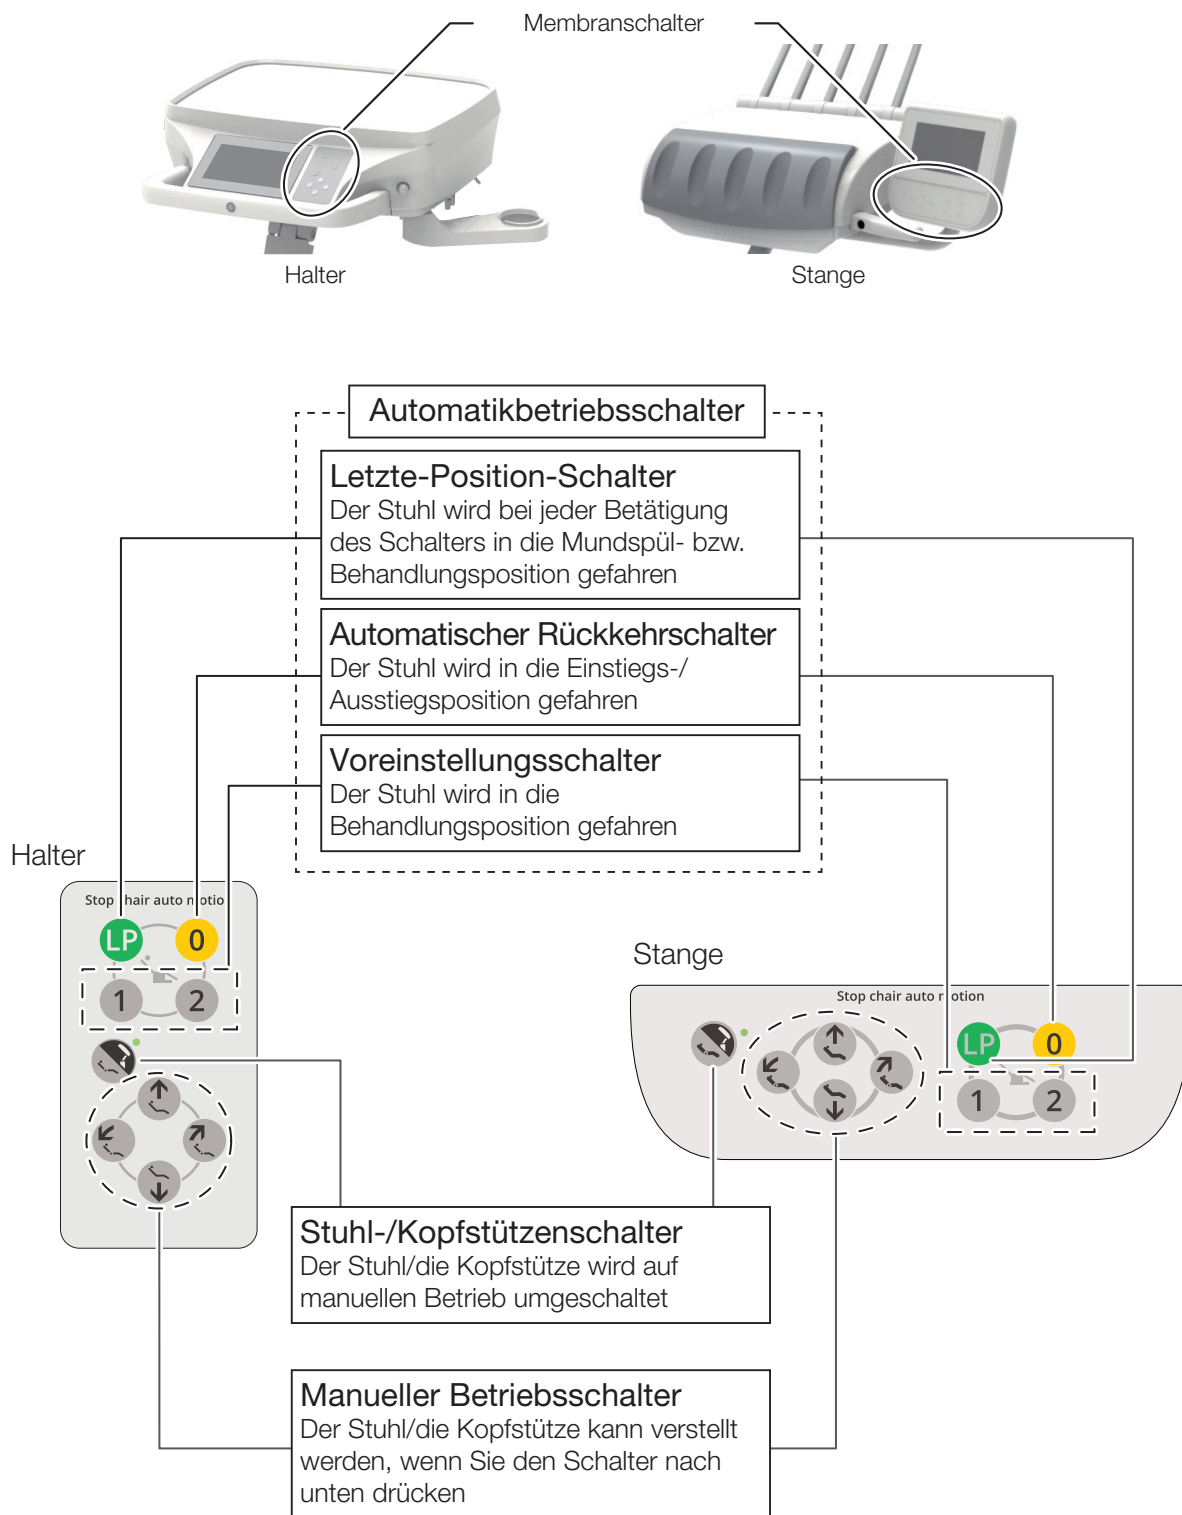 Membranschalter
Halter
Stange
Automatikbetriebsschalter
Letzte-Position-Schalter
Der Stuhl wird bei jeder Betätigung
des Schalters in die Mundspül- bzw.
Behandlungsposition gefahren
Automatischer Rückkehrschalter
Der Stuhl wird in die Einstiegs-/
Ausstiegsposition gefahren
Voreinstellungsschalter
Der Stuhl wird in die
Behandlungsposition gefahren
Halter
Stop chair auto motion
LP 0
1 2
Stange
Stop chair auto motion
LP 0
1 2
Stuhl-/Kopfstützenschalter
Der Stuhl/die Kopfstütze wird auf
manuellen Betrieb umgeschaltet
Manueller Betriebsschalter
Der Stuhl/die Kopfstütze kann verstellt
werden, wenn Sie den Schalter nach
unten drücken